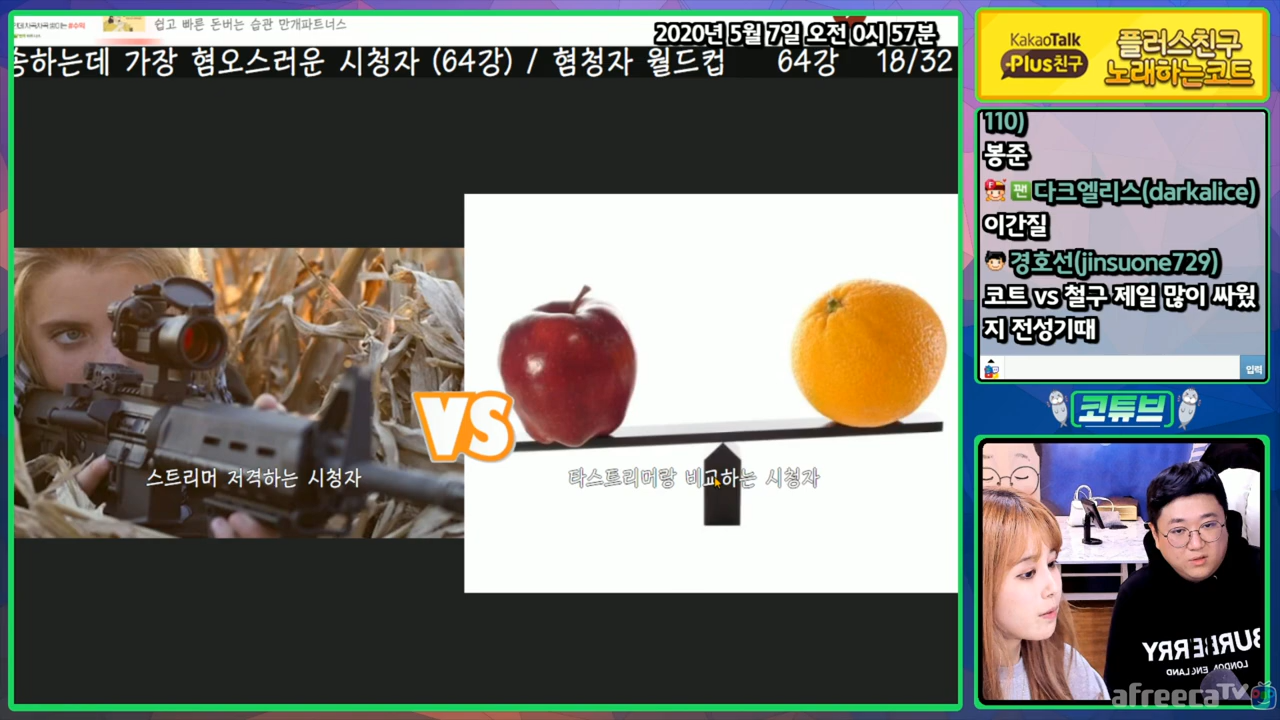 쉽고 빠른 돈버는 습관 만개파트너스
2020년 5월 7일 오전 0시 57분
송하는데 가장 혐오스러운 시청자 (64강) / 혐청자 월드컵 64강 18/32
스트리머 저격하는 시청자
VS
타스트리머랑 비교하는 시청자
KakaoTalk
Plus친구
플러스친구
노래하는코트
110)
봉준
팬 다크엘리스(darkalice)
이간질
경호선(jinsuone729)
코트 vs 철구 제일 많이 싸웠
지 전성기때
입력
코튜브
BURBERRY
LONDON, ENGLAND
afreecaTV